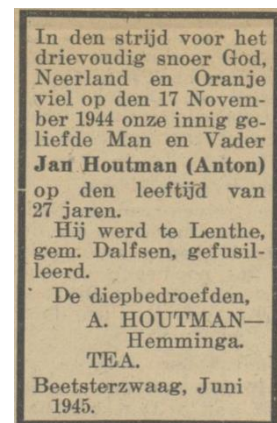 In den strijd voor het
drievoudig snoer God,
Neerland en Oranje
viel op den 17 Novem-
ber 1944 onze innig ge-
liefde Man en Vader
Jan Houtman (Anton)
op den leeftijd van
27 jaren.
Hij werd te Lenthe,
gem. Dalfsen, gefusil-
leerd.
De diepbedroefden,
A. HOUTMAN—
Hemminga.
TEA.
Beetsterzwaag, Juni
1945.